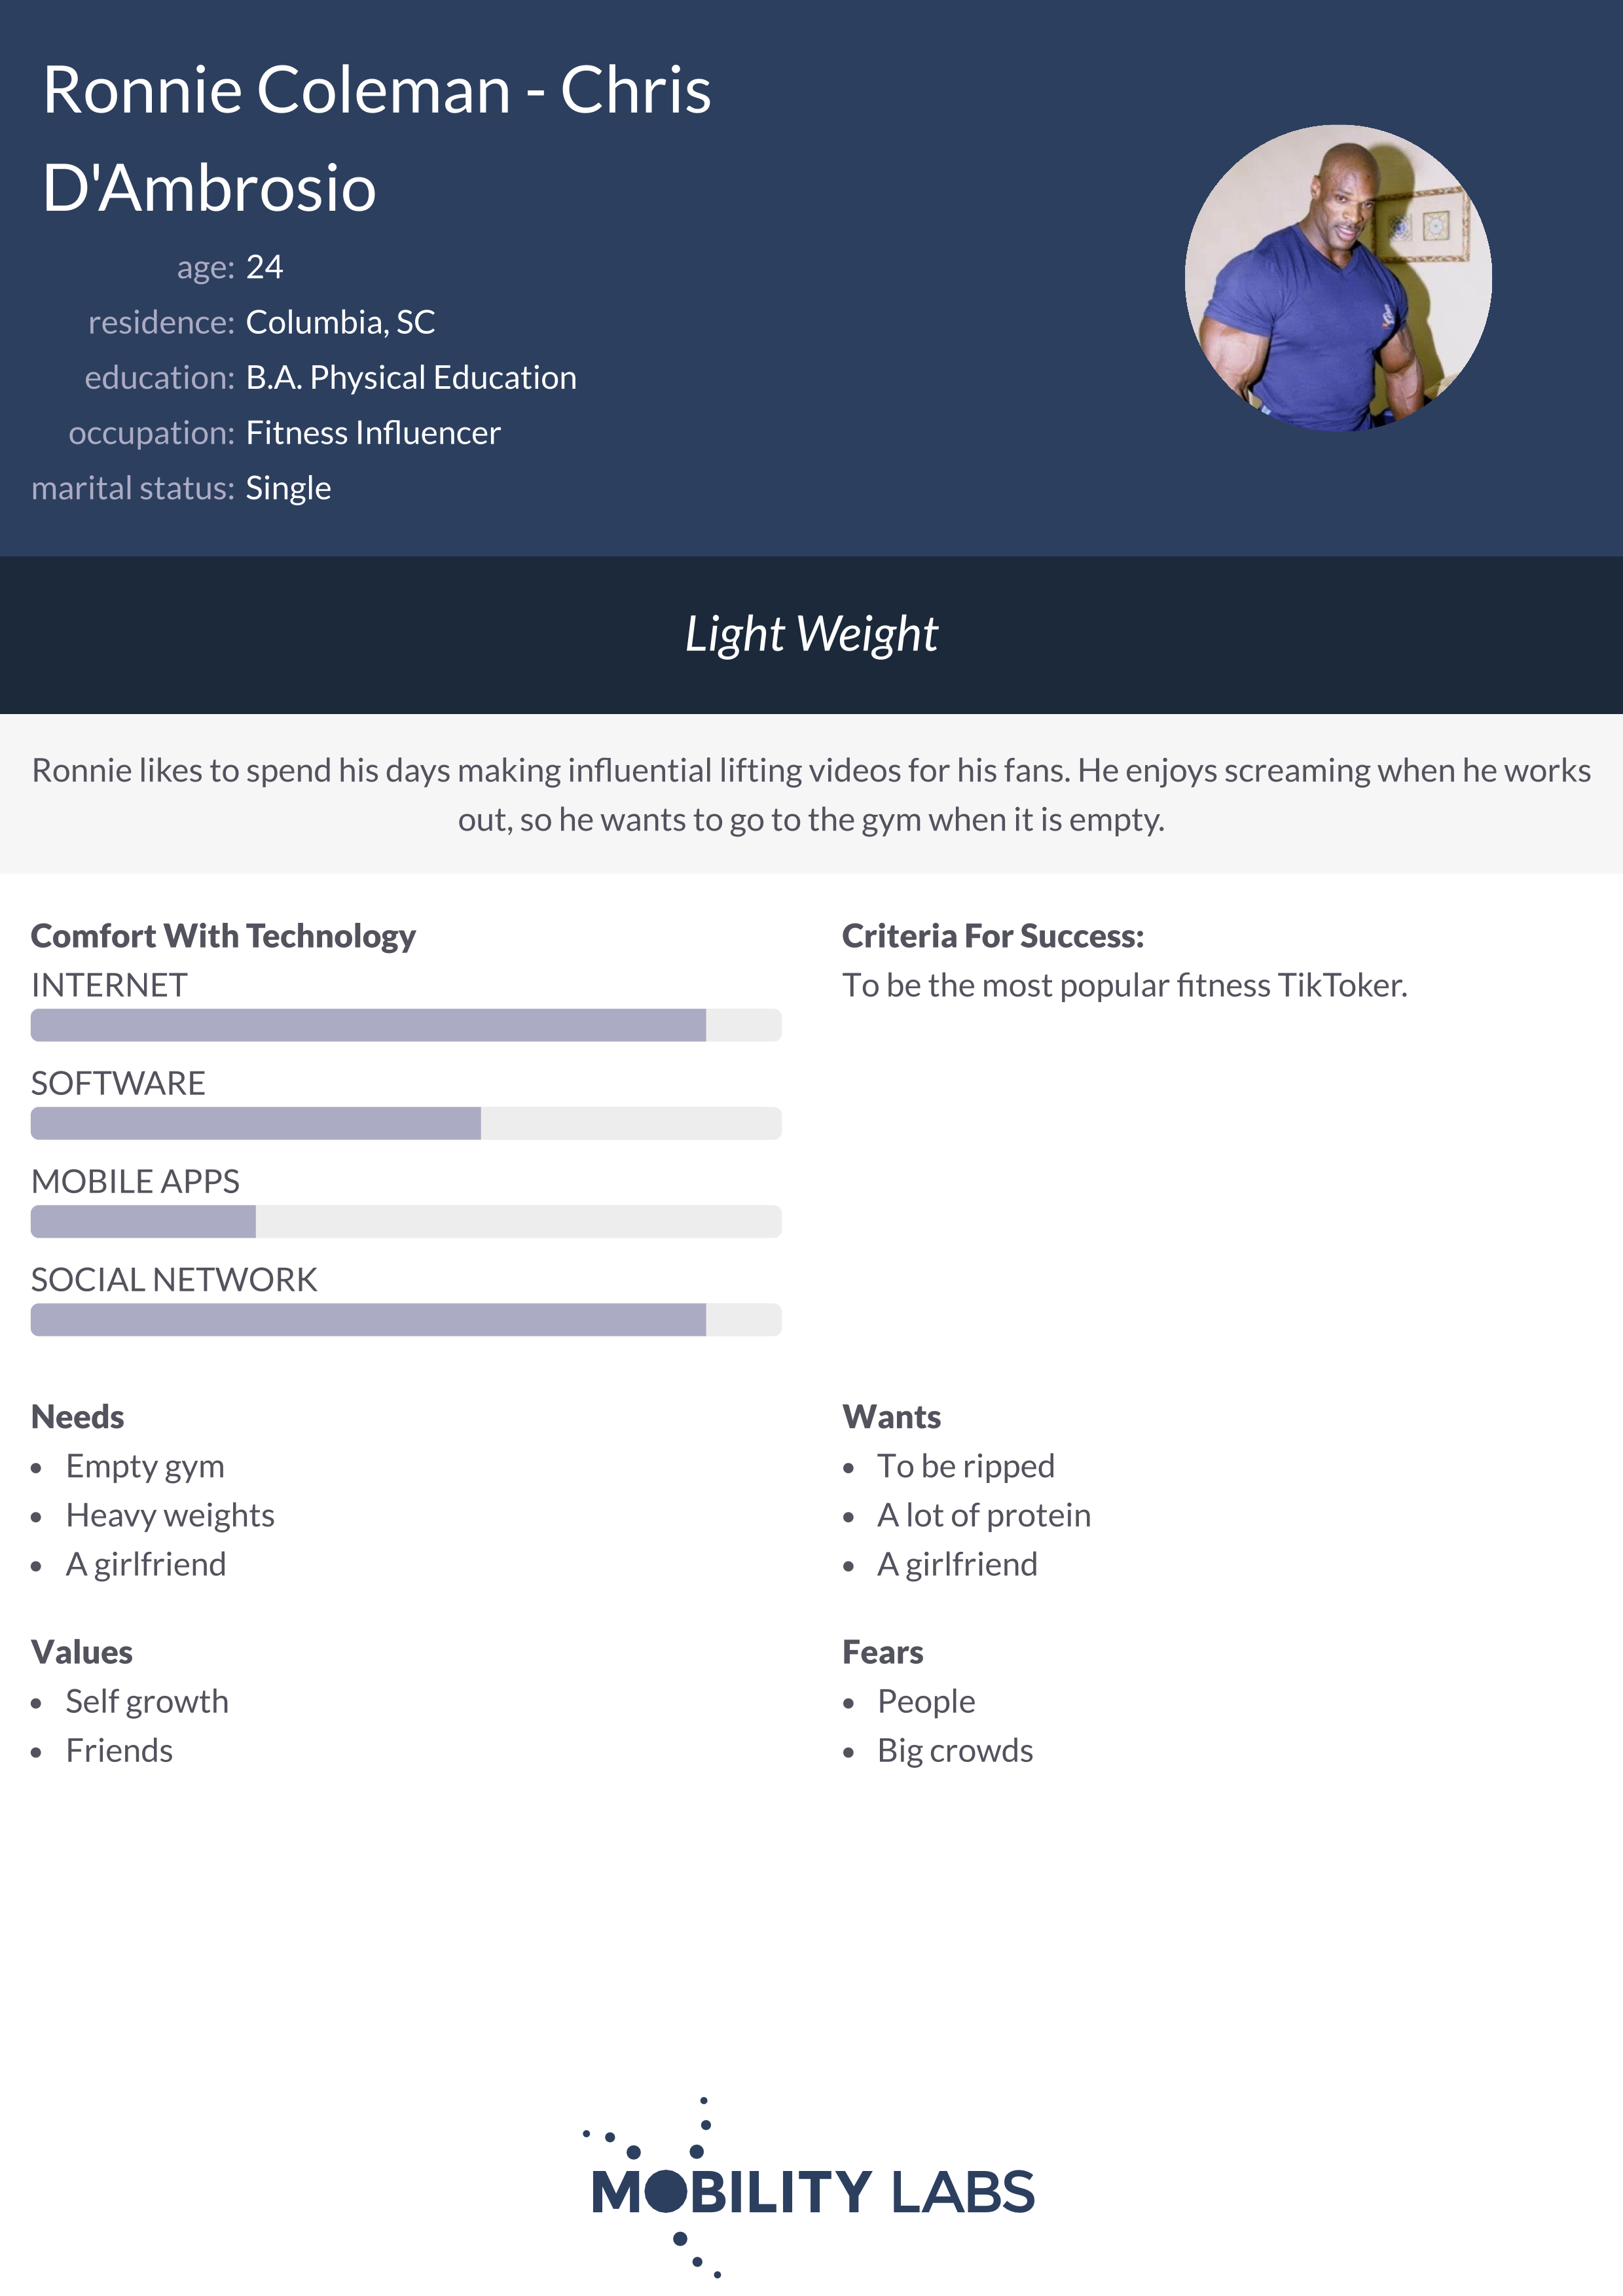 Ronnie Coleman - Chris
D'Ambrosio
age: 24
residence: Columbia, SC
education: B.A. Physical Education
occupation: Fitness Influencer
marital status: Single
Light Weight
Ronnie likes to spend his days making influential lifting videos for his fans. He enjoys screaming when he works
out, so he wants to go to the gym when it is empty.
Comfort With Technology
INTERNET
SOFTWARE
MOBILE APPS
SOCIAL NETWORK
Criteria For Success:
To be the most popular fitness TikToker.
Needs
• Empty gym
• Heavy weights
• A girlfriend
Wants
• To be ripped
• A lot of protein
• A girlfriend
Values
• Self growth
• Friends
Fears
• People
• Big crowds
MOBILITY LABS